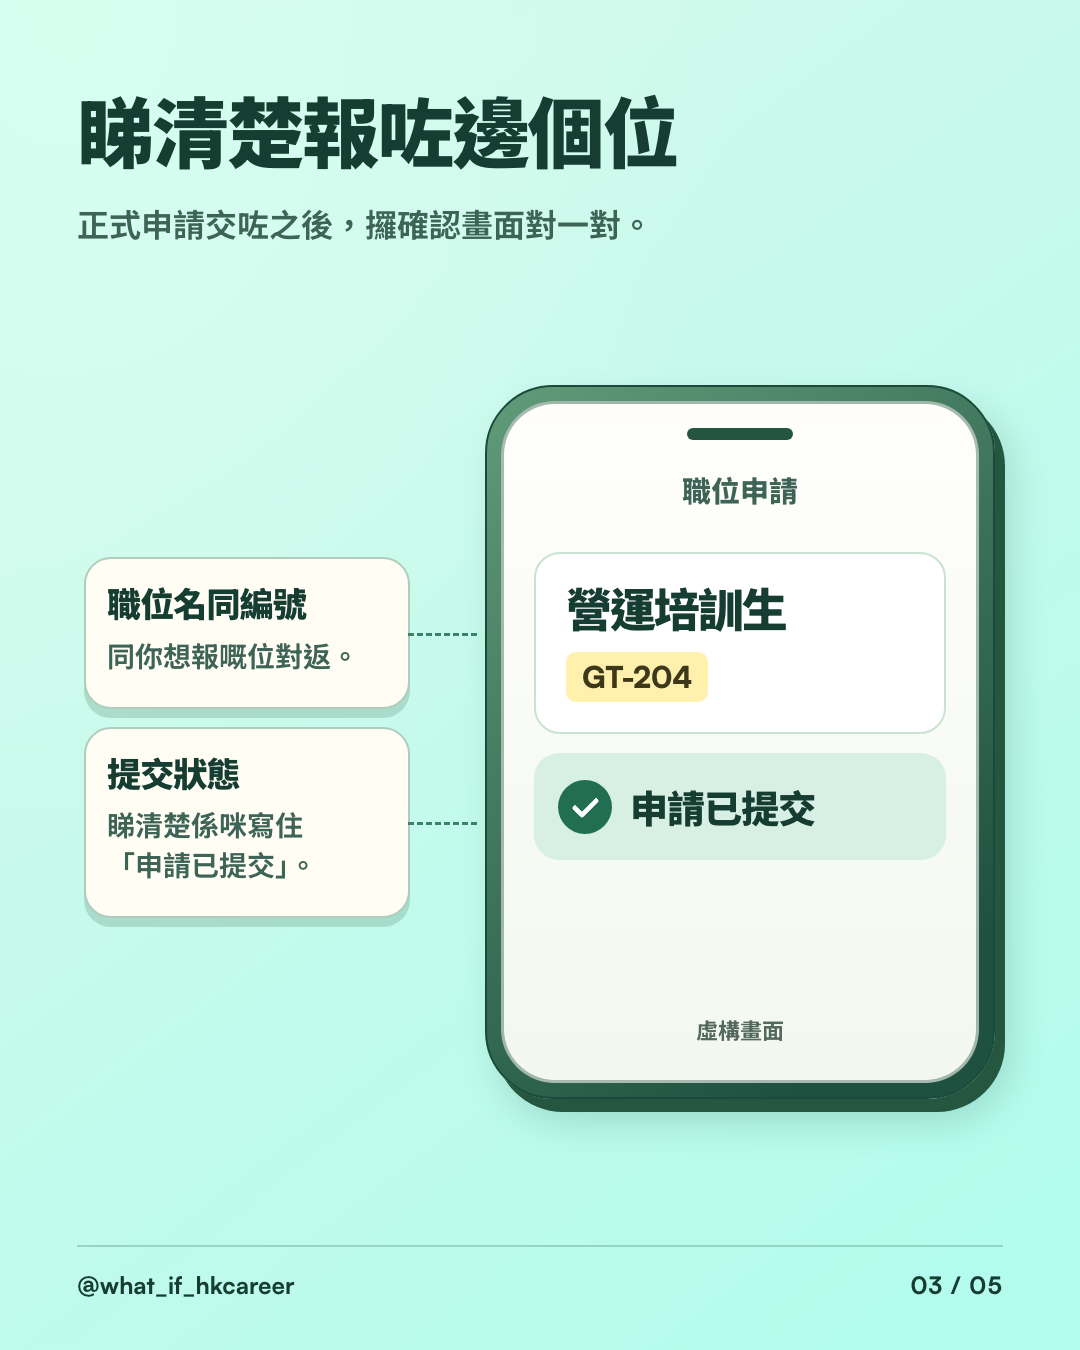 睇清楚報咗邊個位
正式申請交咗之後，攞確認畫面對一對。
職位名同編號
同你想報嘅位對返。
提交狀態
睇清楚係咪寫住
「申請已提交」。
職位申請
營運培訓生
GT-204
申請已提交
虛構畫面
@what_if_hkcareer
03 / 05